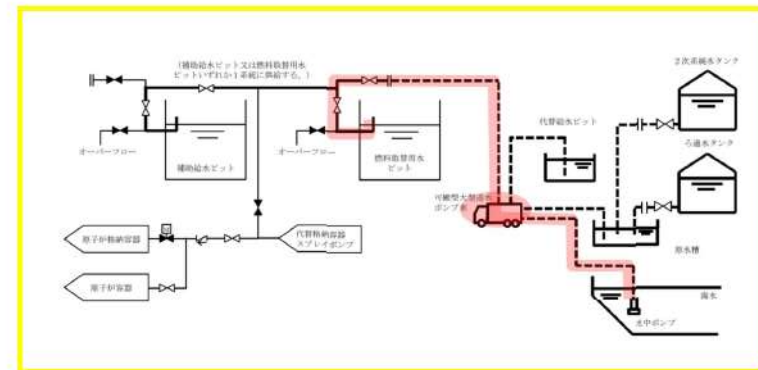 (補助給水ピット又は燃料取替用水
ピットいずれか1系統に供給する。)
2次系純水タンク
代替給水ピット
オーバーフロー
補助給水ピット
オーバーフロー
燃料取替用水
ピット
ろ過水タンク
可搬型大型送水
ポンプ車
原子炉格納容器
代替格納容器
スプレイポンプ
原水槽
原子炉容器
海水
水中ポンプ